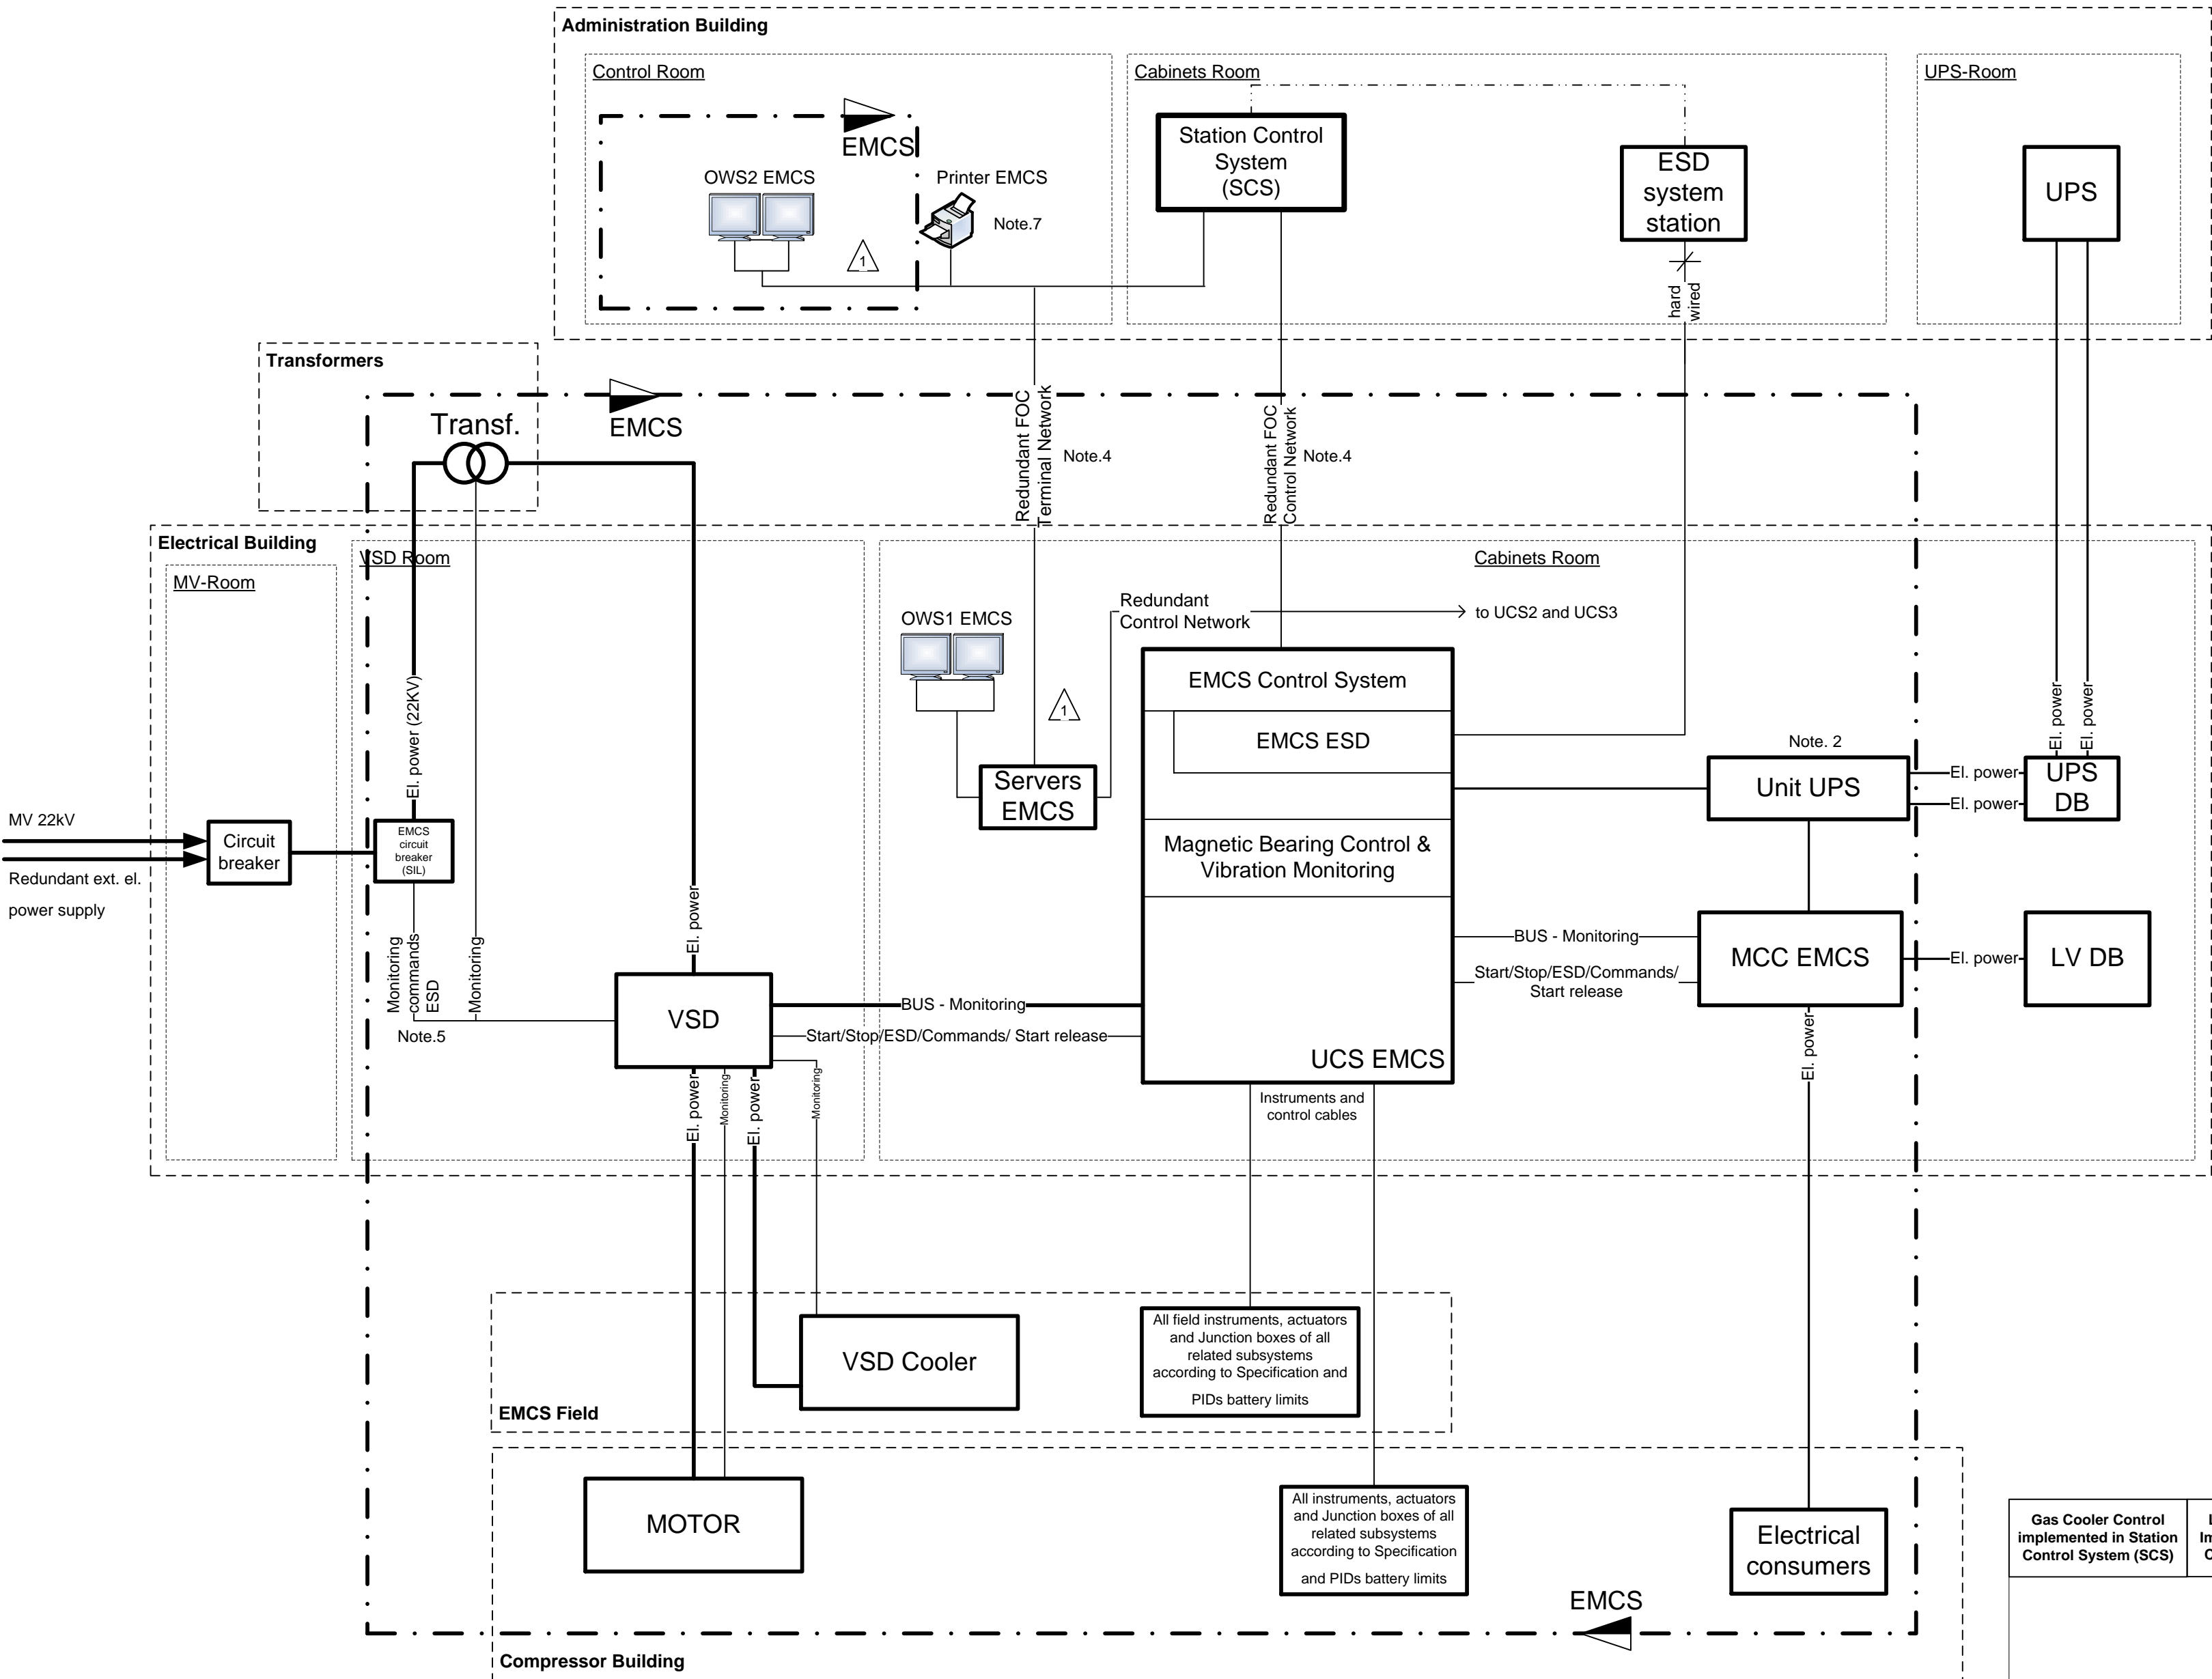 Administration Building
Control Room
Cabinets Room
UPS-Room
EMCS
OWS2 EMCS
Printer EMCS
Note.7
1
Station Control
System
(SCS)
ESD
system
station
UPS
hard
wired
Transformers
Transf.
EMCS
Redundant FOC
Terminal Network
Note.4
Redundant FOC
Control Network
Note.4
Electrical Building
MV-Room
VSD Room
Cabinets Room
OWS1 EMCS
Redundant
Control Network
to UCS2 and UCS3
El. power (22KV)
1
Servers
EMCS
EMCS Control System
EMCS ESD
Magnetic Bearing Control &
Vibration Monitoring
UCS EMCS
Note. 2
Unit UPS
El. power
El. power
El. power
El. power
UPS
DB
MV 22kV
Redundant ext. el.
power supply
Circuit
breaker
EMCS
circuit
breaker
(SIL)
Monitoring
commands
ESD
Monitoring
Note.5
El. power
VSD
BUS - Monitoring
Start/Stop/ESD/Commands/ Start release
BUS - Monitoring
Start/Stop/ESD/Commands/
Start release
MCC EMCS
El. power
LV DB
El. power
El. power
Monitoring
El. power
Monitoring
Instruments and
control cables
VSD Cooler
All field instruments, actuators
and Junction boxes of all
related subsystems
according to Specification and
PIDs battery limits
EMCS Field
MOTOR
All instruments, actuators
and Junction boxes of all
related subsystems
according to Specification
and PIDs battery limits
Electrical
consumers
EMCS
Compressor Building
Gas Cooler Control
implemented in Station
Control System (SCS)